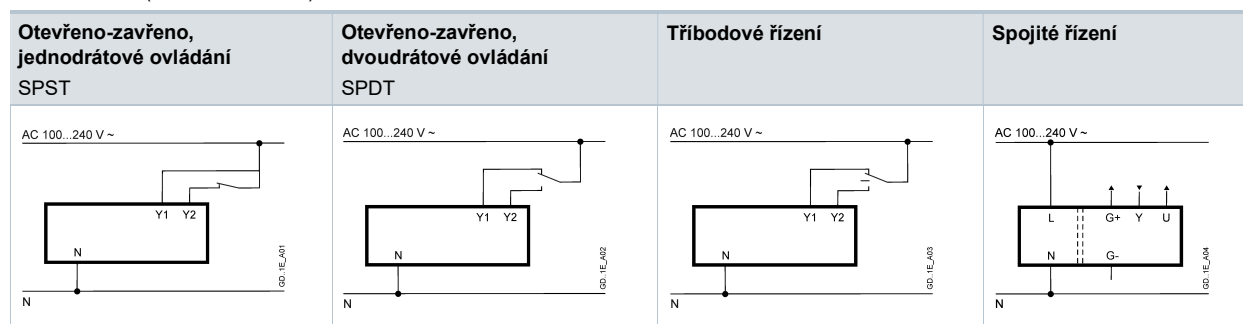 Otevřeno-zavřeno,
jednodrátové ovládání
SPST
Otevřeno-zavřeno,
dvoudrátové ovládání
SPDT
Tříbodové řízení
Spojité řízení
AC 100...240 V ~
Y1 Y2
N
N
GD..1E_A01
AC 100...240 V ~
Y1 Y2
N
N
GD..1E_A02
AC 100...240 V ~
Y1 Y2
N
N
GD..1E_A03
AC 100...240 V ~
L G+ Y U
N G-
N
GD..1E_A04